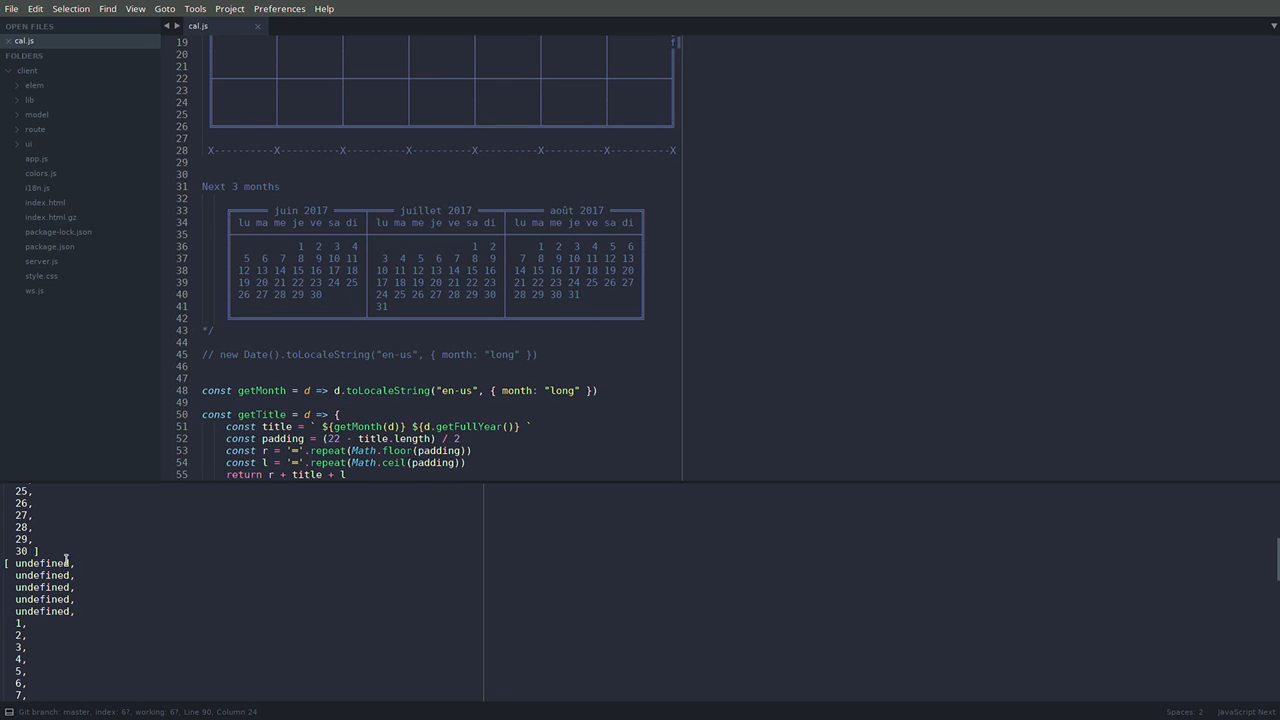 File Edit Selection View Find Goto Tools Project Preferences Help
OPEN FILES
cal.js
FOLDERS
client
elem
lib
model
route
ui
app.js
colors.js
i18n.js
index.html
index.html.gz
package-lock.json
package.json
server.js
style.css
ws.js
cal.js
19
20
21
22
23
24
25
26
27
28 X----------X----------X----------X----------X----------X----------X----------X
29
30
31 Next 3 months
32
33 juin 2017 juillet 2017 août 2017
34 lu ma me je ve sa di lu ma me je ve sa di lu ma me je ve sa di
35
36 1 2 3 4 1 2 1 2 3 4 5 6
37 5 6 7 8 9 10 11 3 4 5 6 7 8 9 7 8 9 10 11 12 13
38 12 13 14 15 16 17 18 10 11 12 13 14 15 16 14 15 16 17 18 19 20
39 19 20 21 22 23 24 25 17 18 19 20 21 22 23 21 22 23 24 25 26 27
40 26 27 28 29 30 24 25 26 27 28 29 30 28 29 30 31
41 31
42
43 */
44
45 // new Date().toLocaleString("en-us", { month: "long" })
46
47
48 const getMonth = d => d.toLocaleString("en-us", { month: "long" })
49
50 const getTitle = d => {
51 const title = ` ${getMonth(d)} ${d.getFullYear()} `
52 const padding = (22 - title.length) / 2
53 const r = '═'.repeat(Math.floor(padding))
54 const l = '═'.repeat(Math.ceil(padding))
55 return r + title + l
25,
26,
27,
28,
29,
30 ]
[ undefined,
undefined,
undefined,
undefined,
undefined,
1,
2,
3,
4,
5,
6,
7,
Git branch: master, index: 6?, working: 6?, Line 90, Column 24
Spaces: 2 JavaScript Next